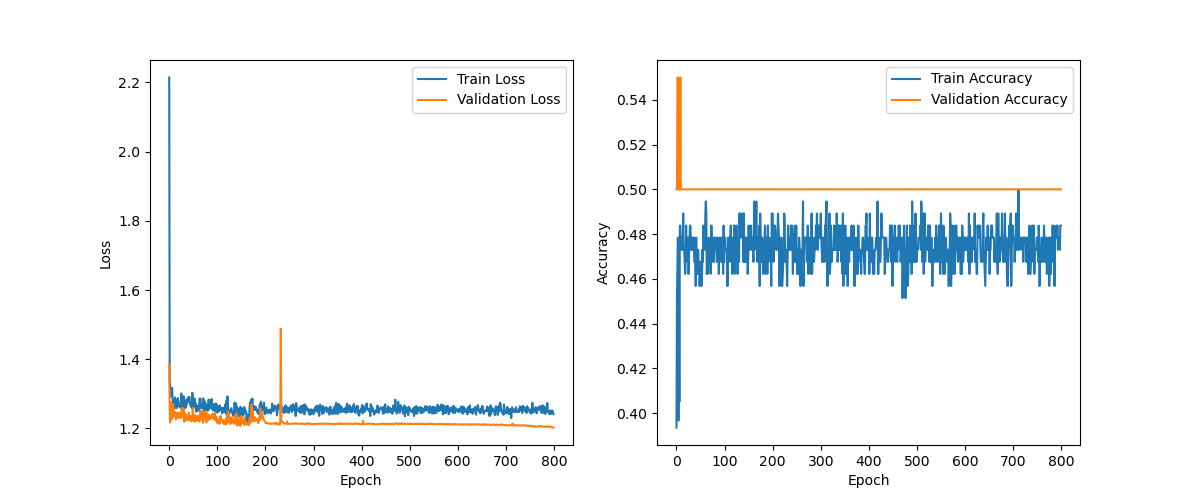 2.2
2.0
1.8
1.6
1.4
1.2
Loss
0 100 200 300 400 500 600 700 800
Epoch
Train Loss
Validation Loss
0.54
0.52
0.50
0.48
0.46
0.44
0.42
0.40
Accuracy
0 100 200 300 400 500 600 700 800
Epoch
Train Accuracy
Validation Accuracy